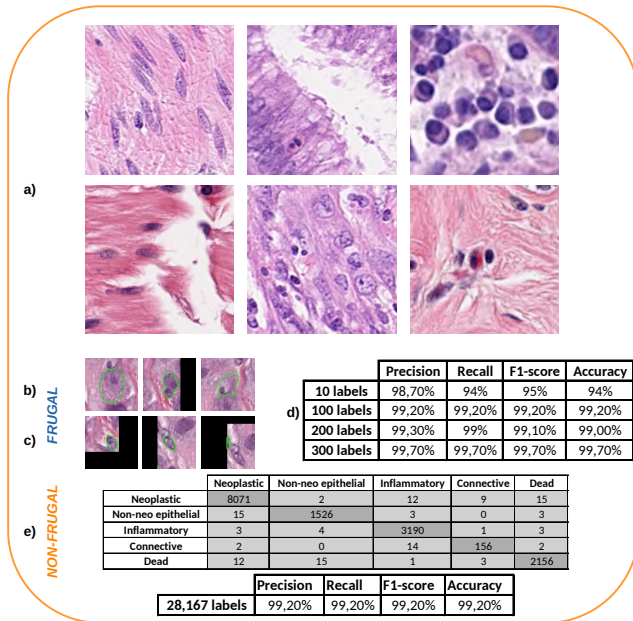 a)
b)
c)
FRUGAL
d)
Precision Recall F1-score Accuracy
10 labels 98,70% 94% 95% 94%
100 labels 99,20% 99,20% 99,20% 99,20%
200 labels 99,30% 99% 99,10% 99,00%
300 labels 99,70% 99,70% 99,70% 99,70%
e)
NON-FRUGAL
Neoplastic Non-neo epithelial Inflammatory Connective Dead
Neoplastic 8071 2 12 9 15
Non-neo epithelial 15 1526 3 0 3
Inflammatory 3 4 3190 1 3
Connective 2 0 14 156 2
Dead 12 15 1 3 2156
Precision Recall F1-score Accuracy
28,167 labels 99,20% 99,20% 99,20% 99,20%